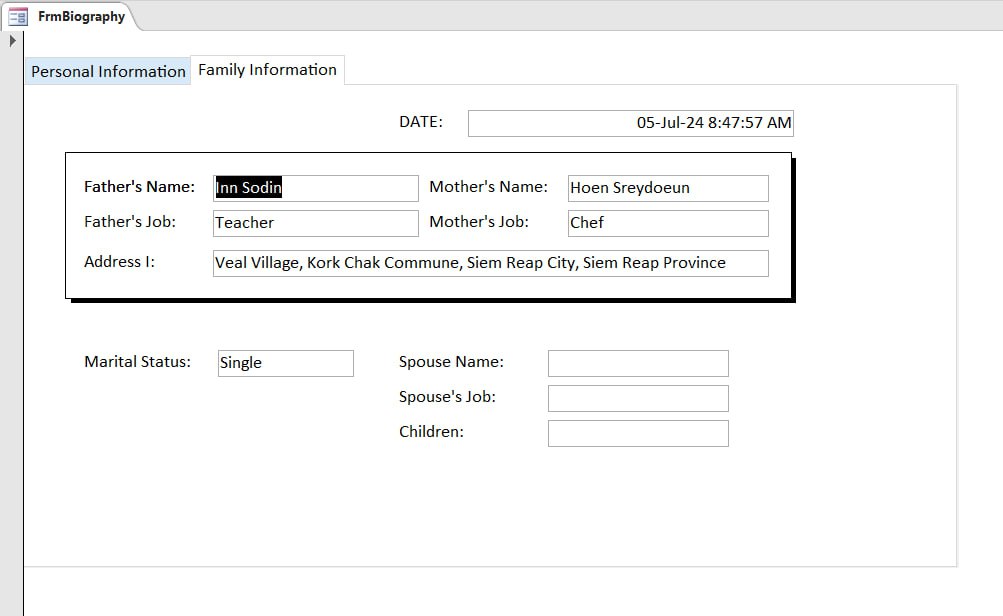 FrmBiography
Personal Information Family Information
DATE: 05-Jul-24 8:47:57 AM
Father's Name: Inn Sodin Mother's Name: Hoen Sreydoeun
Father's Job: Teacher Mother's Job: Chef
Address I: Veal Village, Kork Chak Commune, Siem Reap City, Siem Reap Province
Marital Status: Single Spouse Name:
Spouse's Job:
Children: